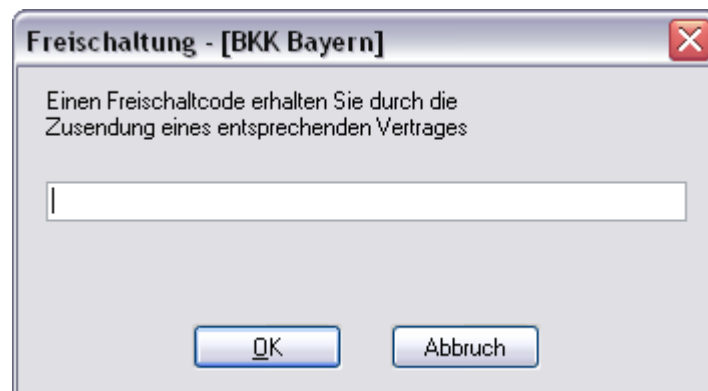 Freischaltung - [BKK Bayern]
Einen Freischaltcode erhalten Sie durch die
Zusendung eines entsprechenden Vertrages
OK
Abbruch